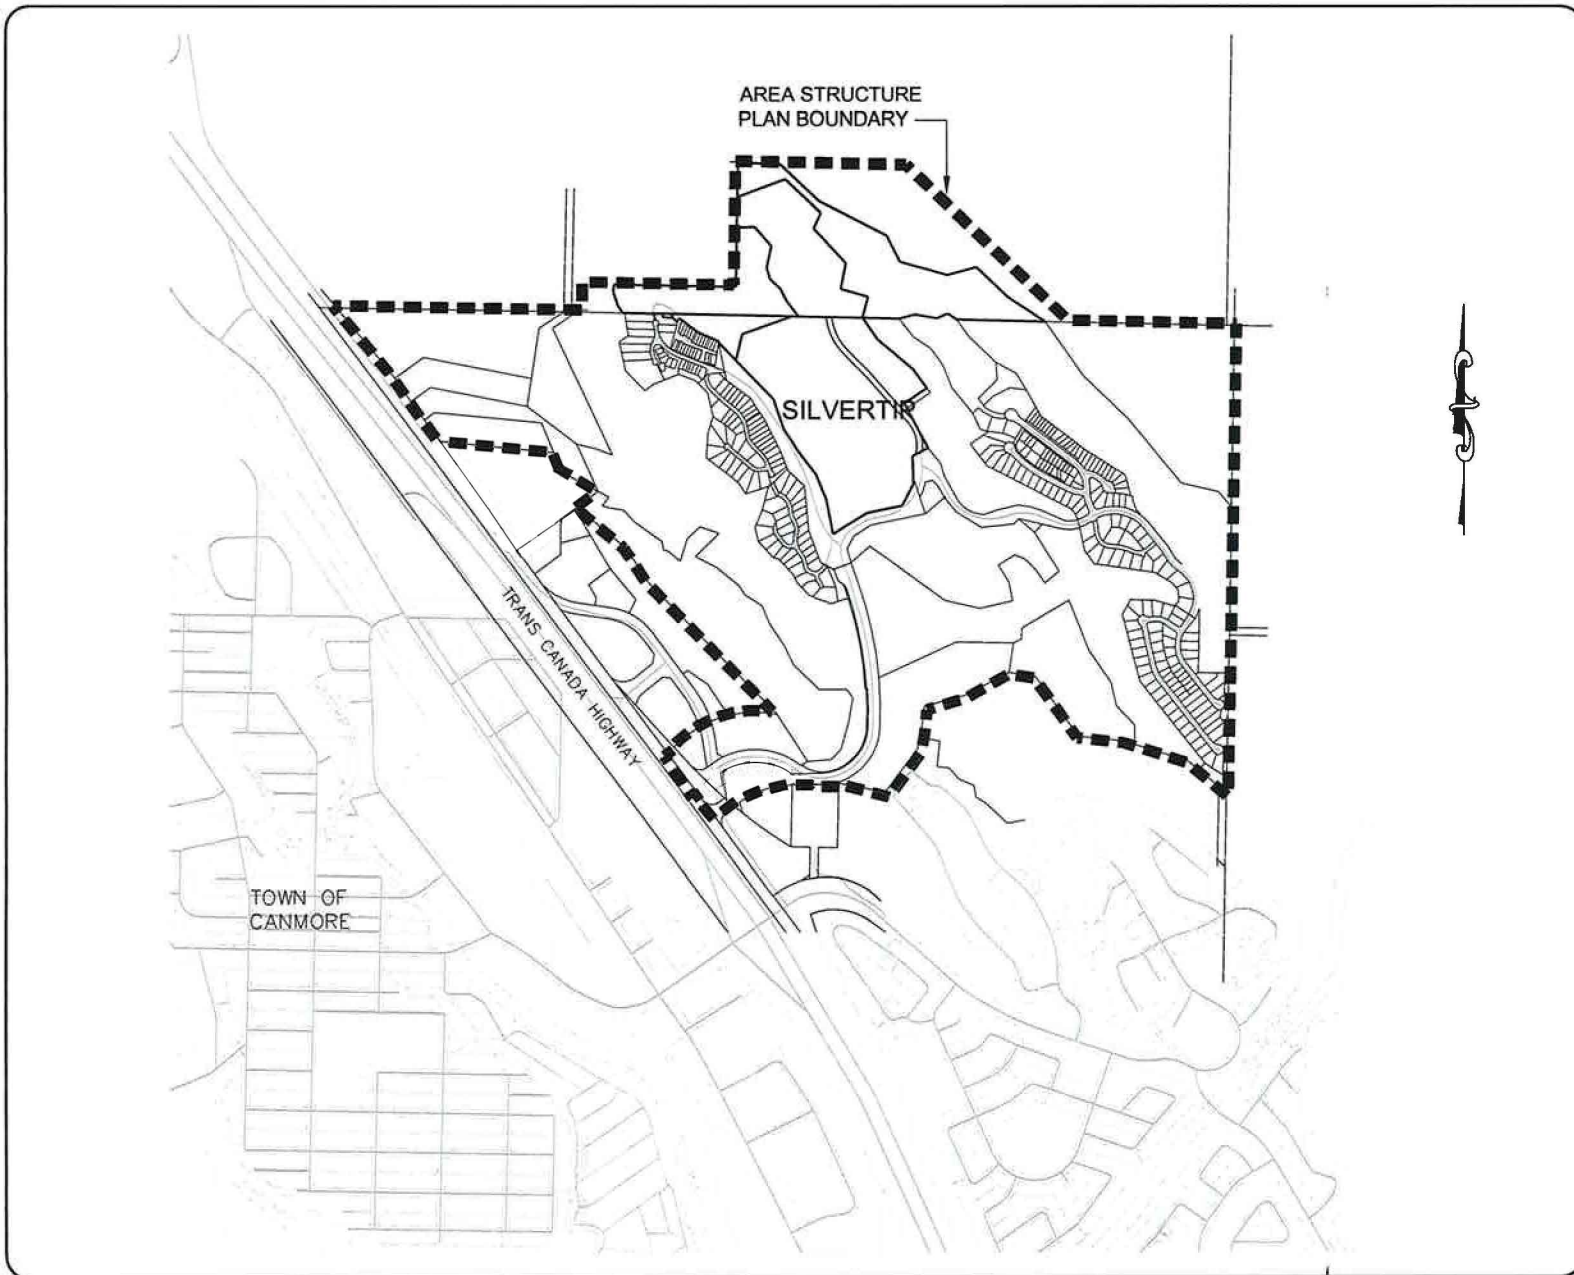 AREA STRUCTURE
PLAN BOUNDARY
SILVERTIP
TRANS CANADA HIGHWAY
TOWN OF
CANMORE